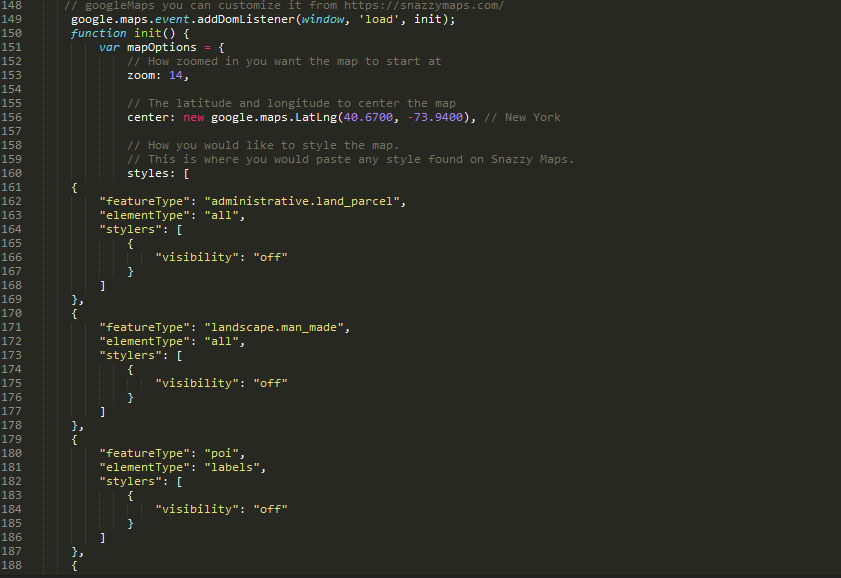 148 // googleMaps you can customize it from https://snazzymaps.com/
149 google.maps.event.addDomListener(window, 'load', init);
150 function init() {
151 var mapOptions = {
152 // How zoomed in you want the map to start at
153 zoom: 14,
154
155 // The latitude and longitude to center the map
156 center: new google.maps.LatLng(40.6700, -73.9400), // New York
157
158 // How you would like to style the map.
159 // This is where you would paste any style found on Snazzy Maps.
160 styles: [
161 {
162 "featureType": "administrative.land_parcel",
163 "elementType": "all",
164 "stylers": [
165 {
166 "visibility": "off"
167 }
168 ]
169 },
170 {
171 "featureType": "landscape.man_made",
172 "elementType": "all",
173 "stylers": [
174 {
175 "visibility": "off"
176 }
177 ]
178 },
179 {
180 "featureType": "poi",
181 "elementType": "labels",
182 "stylers": [
183 {
184 "visibility": "off"
185 }
186 ]
187 },
188 {